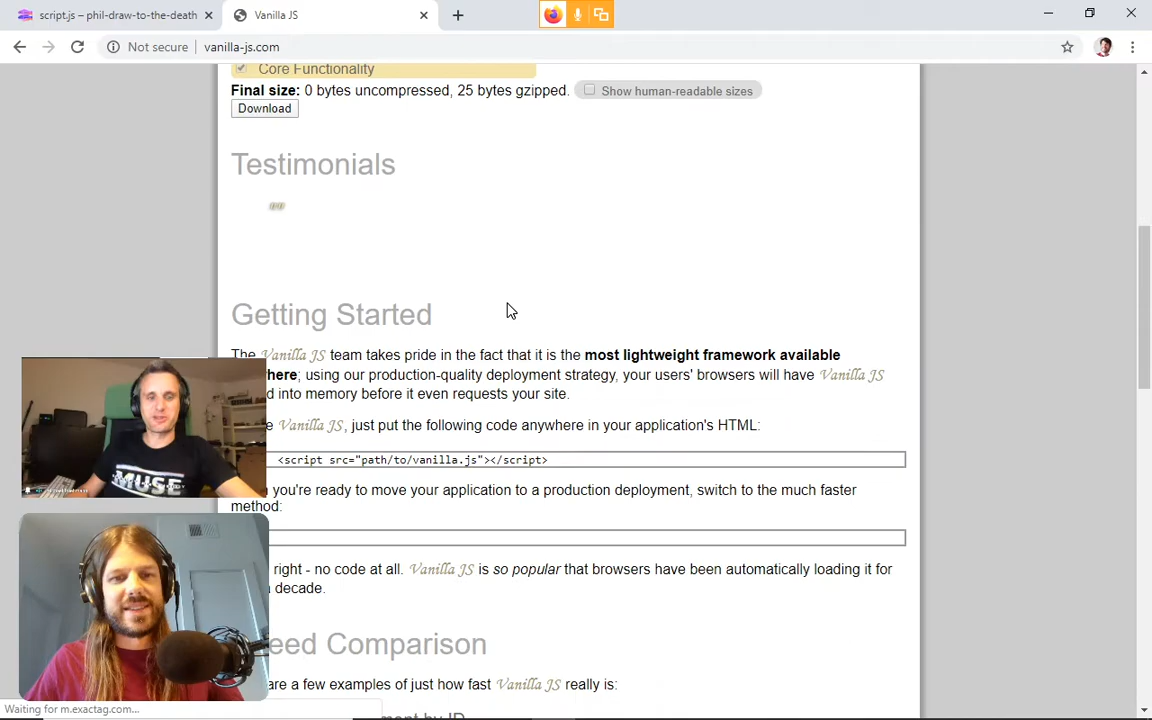 script.js – phil-draw-to-the-death
Vanilla JS
Not secure
vanilla-js.com
Core Functionality
Final size: 0 bytes uncompressed, 25 bytes gzipped.
Show human-readable sizes
Download
Testimonials
""
Getting Started
The Vanilla JS team takes pride in the fact that it is the most lightweight framework available
here; using our production-quality deployment strategy, your users' browsers will have Vanilla JS
into memory before it even requests your site.
Vanilla JS, just put the following code anywhere in your application's HTML:
<script src="path/to/vanilla.js"></script>
you're ready to move your application to a production deployment, switch to the much faster
method:
right - no code at all. Vanilla JS is so popular that browsers have been automatically loading it for
decade.
eed Comparison
are a few examples of just how fast Vanilla JS really is:
MUSE
Waiting for m.exactag.com...